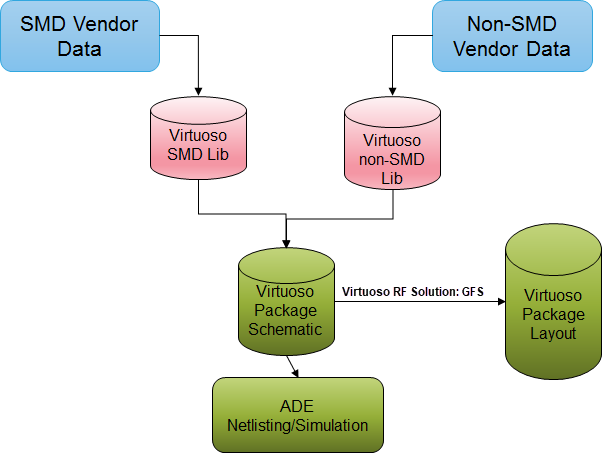 SMD Vendor
Data
Non-SMD
Vendor Data
Virtuoso
SMD Lib
Virtuoso
non-SMD
Lib
Virtuoso
Package
Schematic
Virtuoso RF Solution: GFS
Virtuoso
Package
Layout
ADE
Netlisting/Simulation